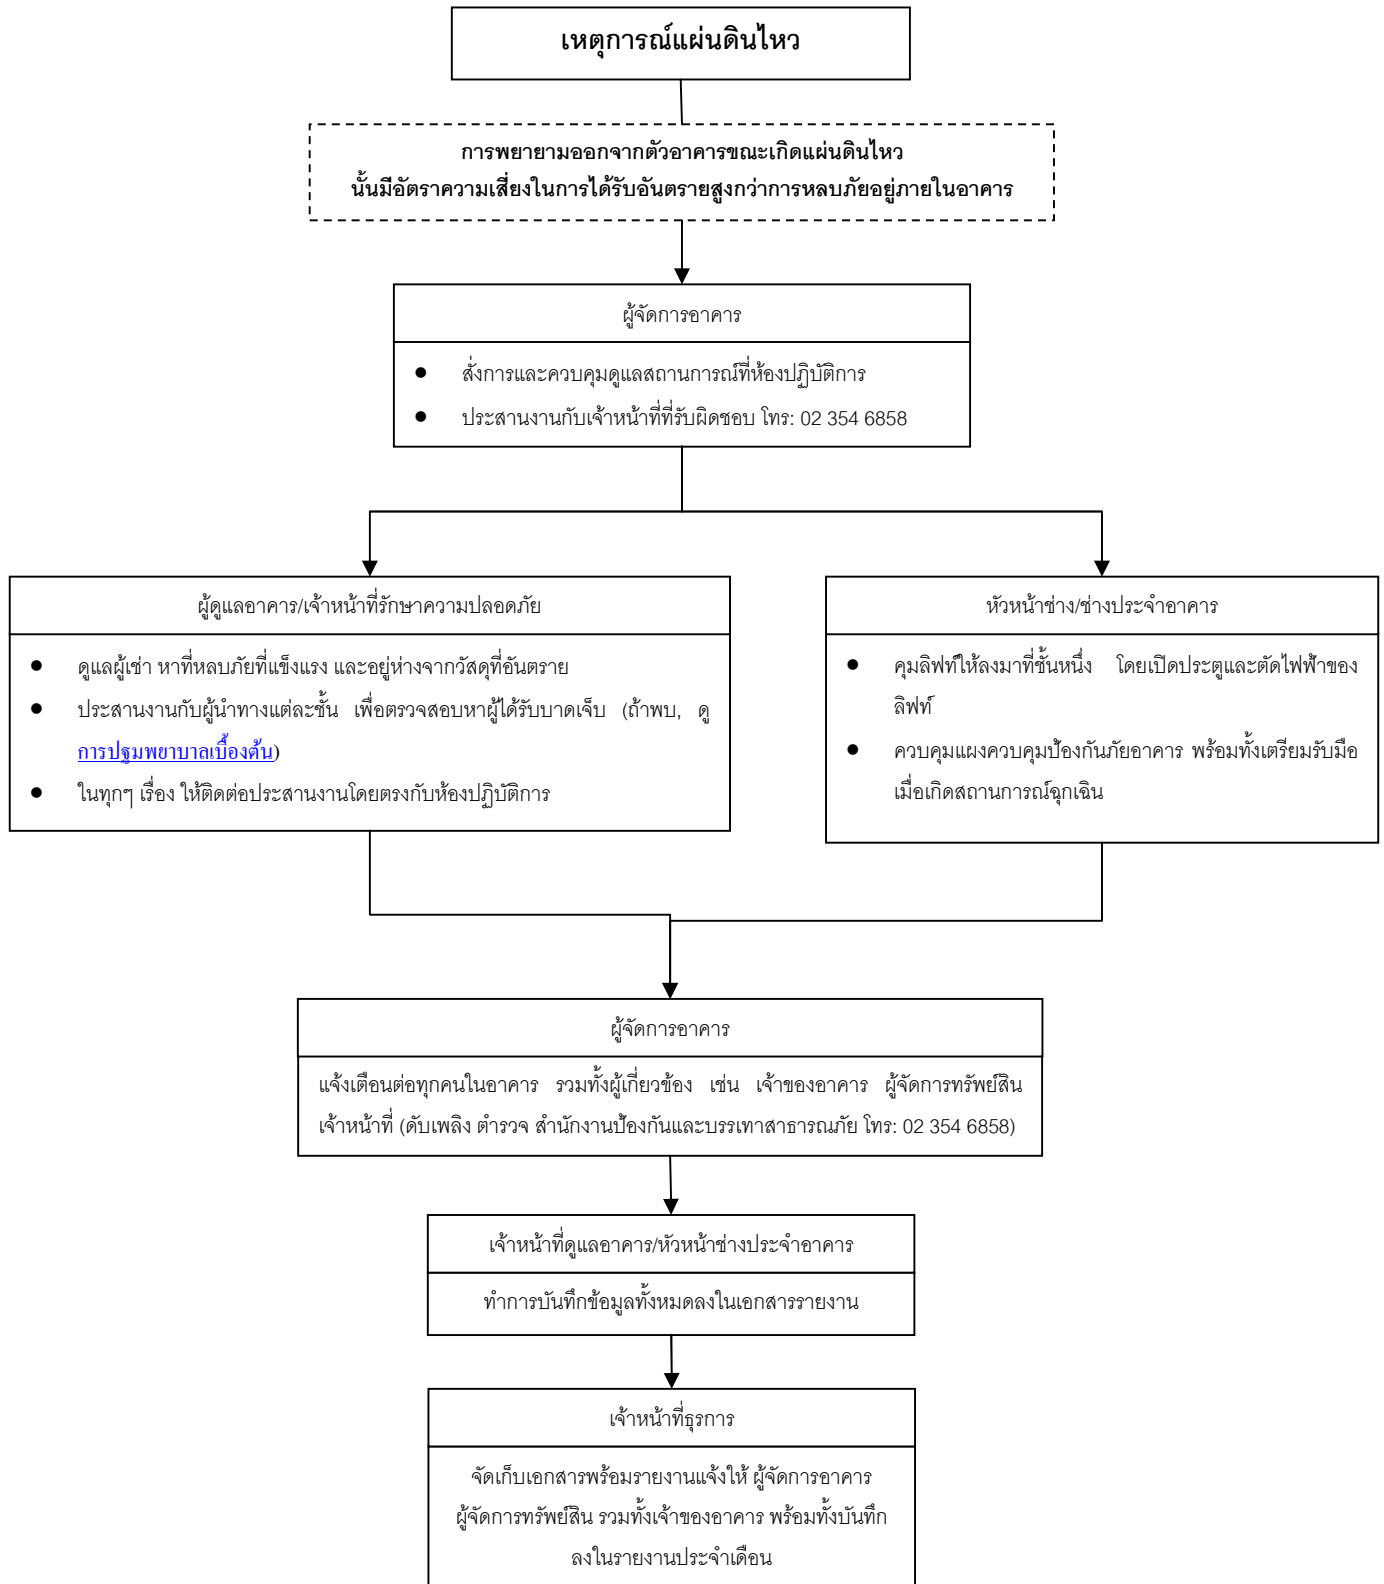 เหตุการณ์แผ่นดินไหว
การพยายามออกจากตัวอาคารขณะเกิดแผ่นดินไหว
นั้นมีอัตราความเสี่ยงในการได้รับอันตรายสูงกว่าการหลบภัยอยู่ภายในอาคาร
ผู้จัดการอาคาร
● สั่งการและควบคุมดูแลสถานการณ์ที่ห้องปฏิบัติการ
● ประสานงานกับเจ้าหน้าที่ที่รับผิดชอบ โทร: 02 354 6858
ผู้ดูแลอาคาร/เจ้าหน้าที่รักษาความปลอดภัย
● ดูแลผู้เช่า หาที่หลบภัยที่แข็งแรง และอยู่ห่างจากวัสดุที่อันตราย
● ประสานงานกับผู้นำทางแต่ละชั้น เพื่อตรวจสอบหาผู้ได้รับบาดเจ็บ (ถ้าพบ, ดู
การปฐมพยาบาลเบื้องต้น)
● ในทุกๆ เรื่อง ให้ติดต่อประสานงานโดยตรงกับห้องปฏิบัติการ
หัวหน้าช่าง/ช่างประจำอาคาร
● คุมลิฟท์ให้ลงมาที่ชั้นหนึ่ง โดยเปิดประตูและตัดไฟฟ้าของ
ลิฟท์
● ควบคุมแผงควบคุมป้องกันภัยอาคาร พร้อมทั้งเตรียมรับมือ
เมื่อเกิดสถานการณ์ฉุกเฉิน
ผู้จัดการอาคาร
แจ้งเตือนต่อทุกคนในอาคาร รวมทั้งผู้เกี่ยวข้อง เช่น เจ้าของอาคาร ผู้จัดการทรัพย์สิน
เจ้าหน้าที่ (ดับเพลิง ตำรวจ สำนักงานป้องกันและบรรเทาสาธารณภัย โทร: 02 354 6858)
เจ้าหน้าที่ดูแลอาคาร/หัวหน้าช่างประจำอาคาร
ทำการบันทึกข้อมูลทั้งหมดลงในเอกสารรายงาน
เจ้าหน้าที่ธุรการ
จัดเก็บเอกสารพร้อมรายงานแจ้งให้ ผู้จัดการอาคาร
ผู้จัดการทรัพย์สิน รวมทั้งเจ้าของอาคาร พร้อมทั้งบันทึก
ลงในรายงานประจำเดือน